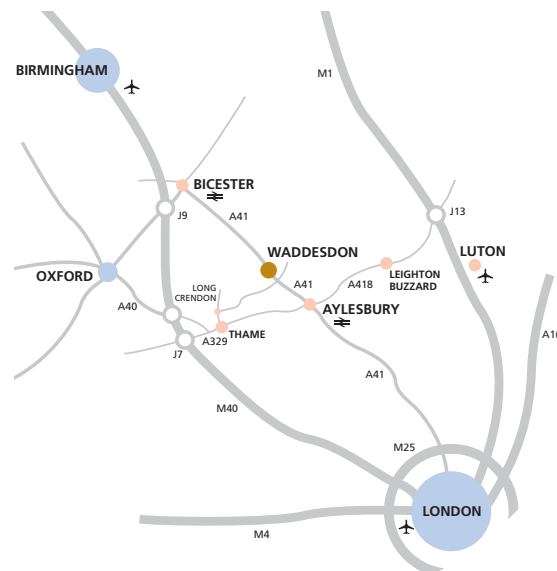 M1
BIRMINGHAM
BICESTER
J9
A41
J13
WADDESDON
LUTON
OXFORD
LONG
CRENDON
A41
A418
LEIGHTON
BUZZARD
A40
AYLESBURY
THAME
A329
J7
A41
M40
M25
LONDON
M4